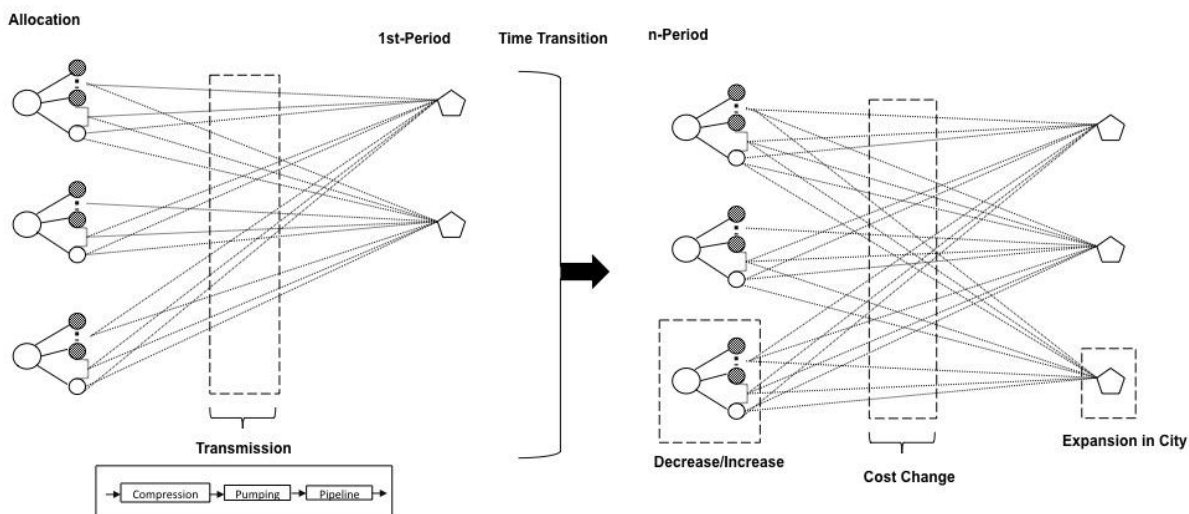 Allocation
1st-Period
Time Transition
n-Period
Transmission
Compression
Pumping
Pipeline
Decrease/Increase
Cost Change
Expansion in City